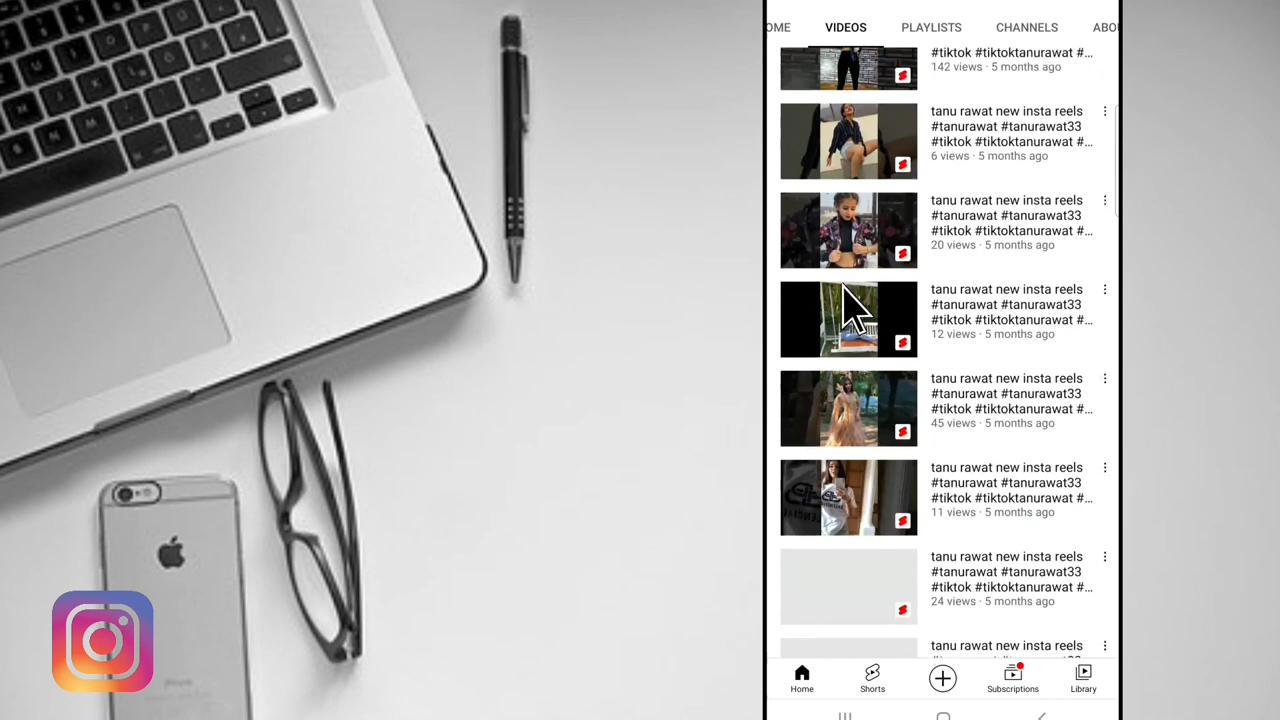 OME VIDEOS PLAYLISTS CHANNELS ABOU
#tiktok #tiktoktanurawat #...
142 views · 5 months ago
tanu rawat new insta reels
#tanurawat #tanurawat33
#tiktok #tiktoktanurawat #...
6 views · 5 months ago
tanu rawat new insta reels
#tanurawat #tanurawat33
#tiktok #tiktoktanurawat #...
20 views · 5 months ago
tanu rawat new insta reels
#tanurawat #tanurawat33
#tiktok #tiktoktanurawat #...
12 views · 5 months ago
tanu rawat new insta reels
#tanurawat #tanurawat33
#tiktok #tiktoktanurawat #...
45 views · 5 months ago
tanu rawat new insta reels
#tanurawat #tanurawat33
#tiktok #tiktoktanurawat #...
11 views · 5 months ago
tanu rawat new insta reels
#tanurawat #tanurawat33
#tiktok #tiktoktanurawat #...
24 views · 5 months ago
tanu rawat new insta reels
Home Shorts Subscriptions Library